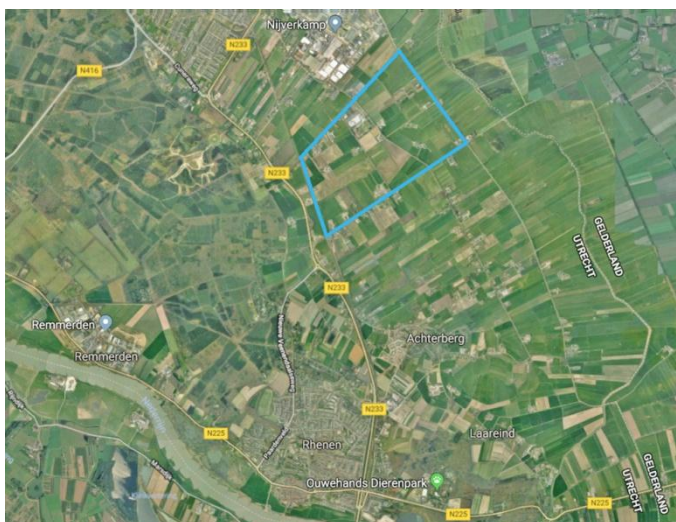 Nijverkamp
N233
N416
Cuneraweg
N233
N233
GELDERLAND
UTRECHT
Remmerden
Remmerden
Achterberg
N233
N225
Rhenen
Laareind
Ouwehands Dierenpark
GELDERLAND
UTRECHT
N225
N225